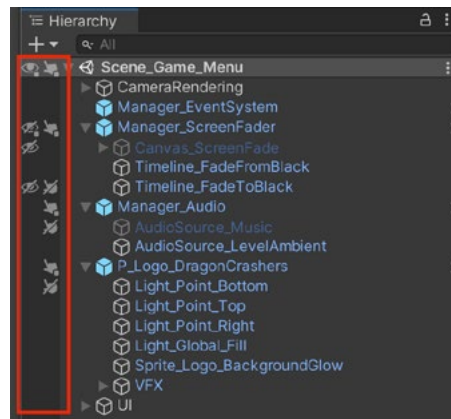 Hierarchy
All
Scene_Game_Menu
CameraRendering
Manager_EventSystem
Manager_ScreenFader
Canvas_ScreenFade
Timeline_FadeFromBlack
Timeline_FadeToBlack
Manager_Audio
AudioSource_Music
AudioSource_LevelAmbient
P_Logo_DragonCrashers
Light_Point_Bottom
Light_Point_Top
Light_Point_Right
Light_Global_Fill
Sprite_Logo_BackgroundGlow
VFX
UI